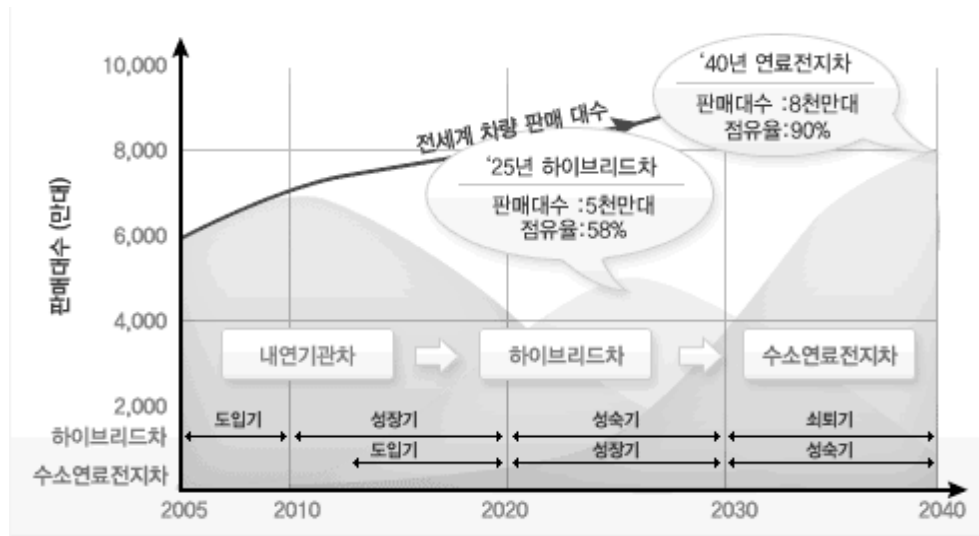 10,000
8,000
6,000
4,000
2,000
판매대수 (만대)
전세계 차량 판매 대수
'40년 연료전지차
판매대수 :8천만대
점유율:90%
'25년 하이브리드차
판매대수 :5천만대
점유율:58%
내연기관차
하이브리드차
수소연료전지차
하이브리드차
도입기
성장기
성숙기
쇠퇴기
수소연료전지차
도입기
성장기
성숙기
2005
2010
2020
2030
2040